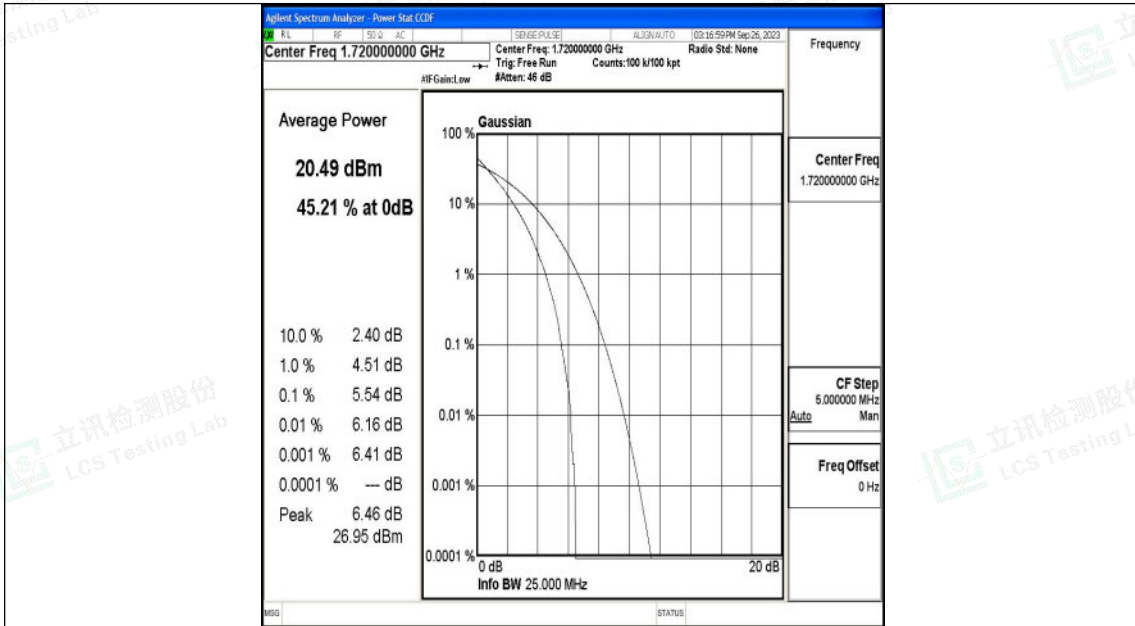 Agilent Spectrum Analyzer - Power Stat CCDF
RL RF 50 Ω AC SENSE:PULSE ALIGNAUTO 03:16:59PM Sep 26, 2023
Center Freq 1.720000000 GHz
Center Freq: 1.720000000 GHz Radio Std: None
Trig: Free Run Counts:100 k/100 kpt
#IFGain:Low #Atten: 46 dB
Frequency
Average Power
20.49 dBm
45.21 % at 0dB
10.0 % 2.40 dB
1.0 % 4.51 dB
0.1 % 5.54 dB
0.01 % 6.16 dB
0.001 % 6.41 dB
0.0001 % --- dB
Peak 6.46 dB
26.95 dBm
Gaussian
100 %
10 %
1 %
0.1 %
0.01 %
0.001 %
0.0001 %
0 dB 20 dB
Info BW 25.000 MHz
Center Freq
1.720000000 GHz
CF Step
5.000000 MHz
Auto Man
Freq Offset
0 Hz
MSG STATUS
立讯检测股份
LCS Testing Lab
立讯检测股份
LCS Testing L
sting Lab
立